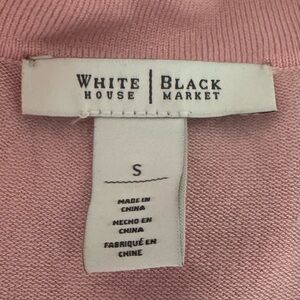 WHITE | BLACK
HOUSE | MARKET
S
MADE IN
CHINA
HECHO EN
CHINA
FABRIQUÉ EN
CHINE